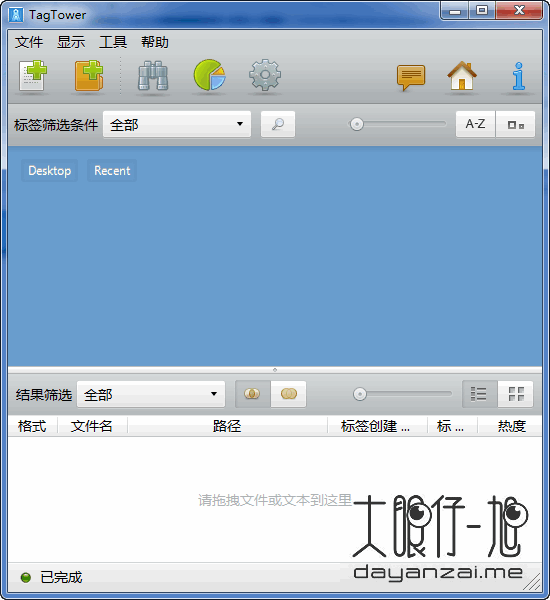 TagTower
文件 显示 工具 帮助
标签筛选条件 全部 A-Z
Desktop Recent
结果筛选 全部
格式 文件名 路径 标签创建 ... 标 ... 热度
请拖拽文件或文本到这里
大眼仔~旭
dayanzai.me
已完成